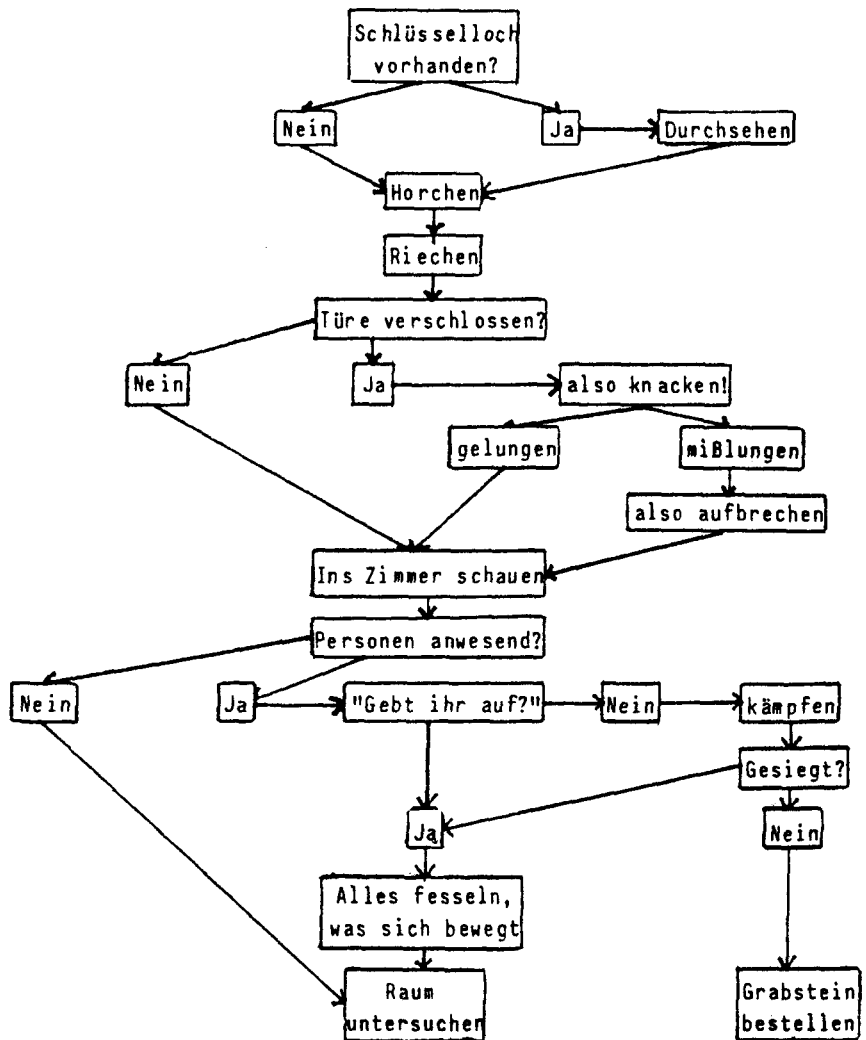 Schlüsselloch
vorhanden?
Nein
Ja
Durchsehen
Horchen
Riechen
Türe verschlossen?
Nein
Ja
also knacken!
gelungen
mißlungen
also aufbrechen
Ins Zimmer schauen
Personen anwesend?
Nein
Ja
"Gebt ihr auf?"
Nein
kämpfen
Gesiegt?
Ja
Nein
Alles fesseln,
was sich bewegt
Raum
untersuchen
Grabstein
bestellen